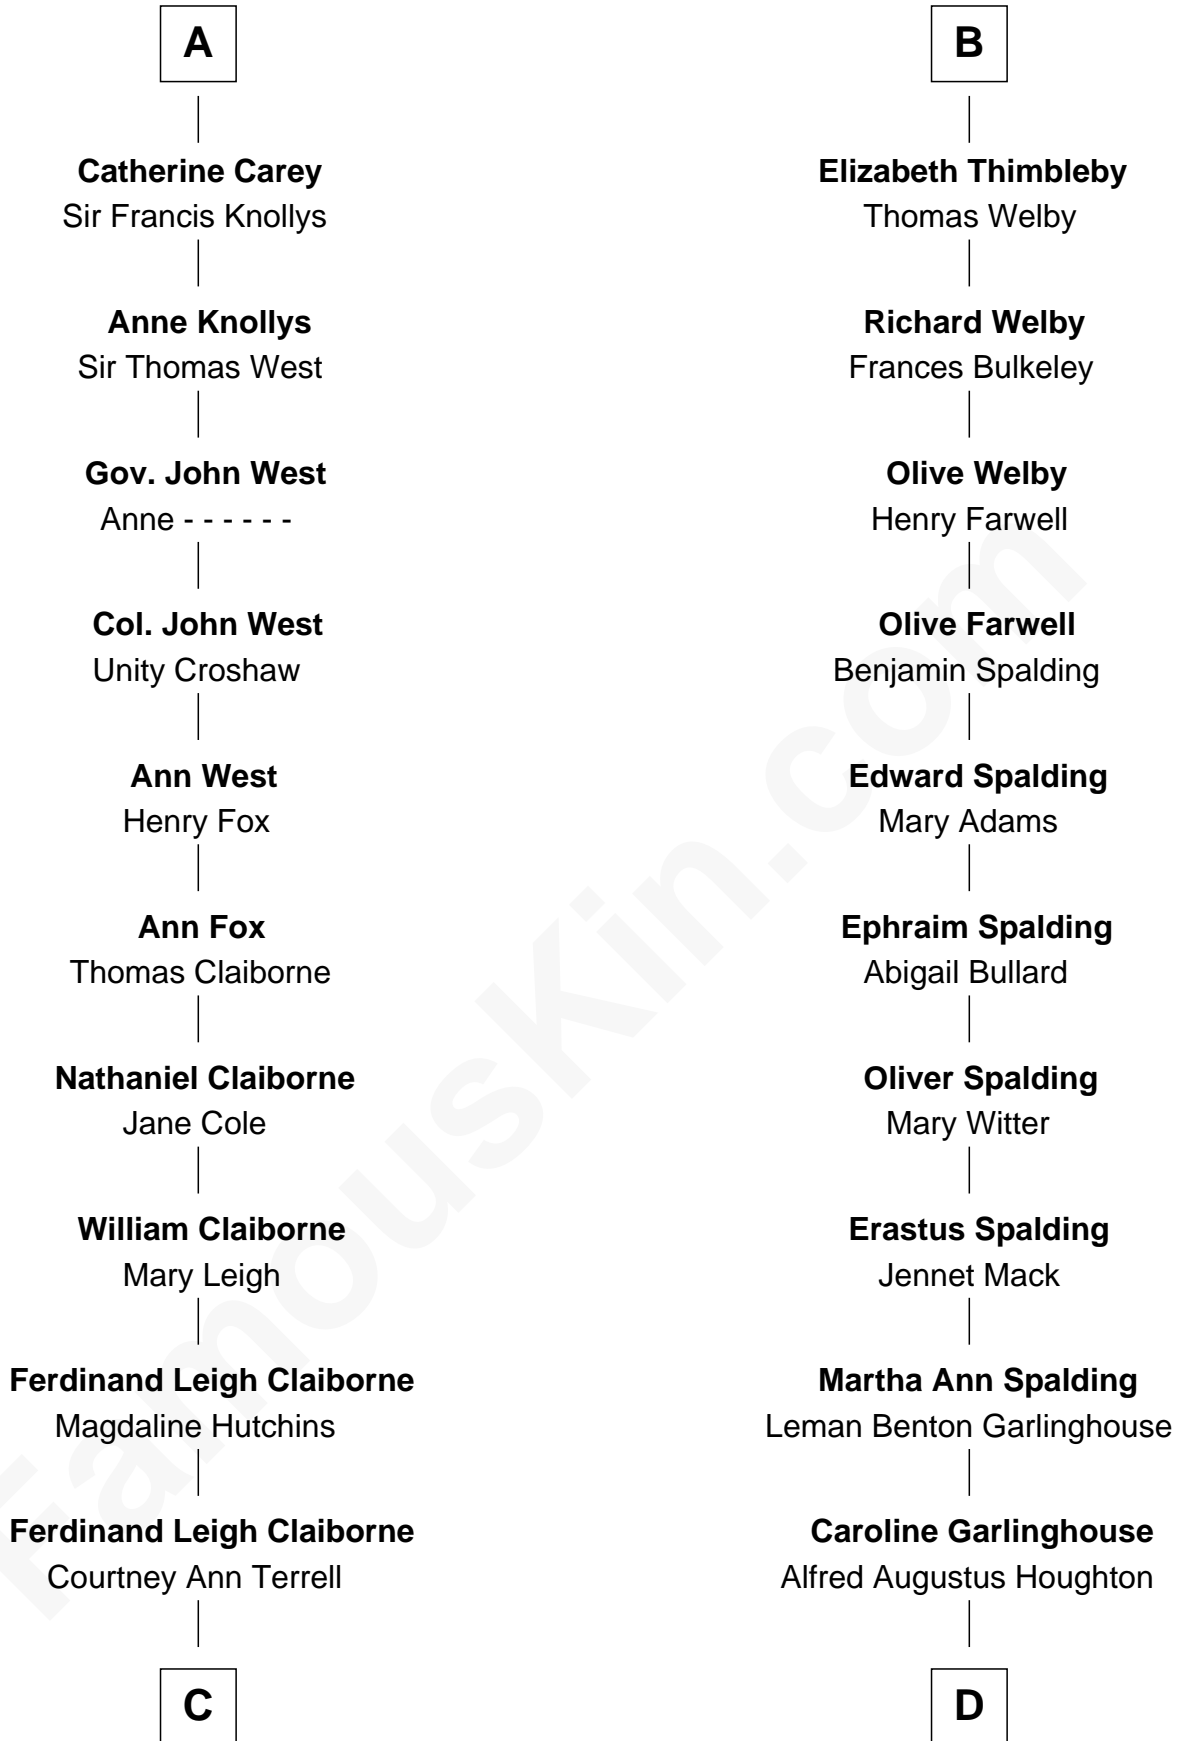 A
Catherine Carey
Sir Francis Knollys
Anne Knollys
Sir Thomas West
Gov. John West
Anne - - - - - -
Col. John West
Unity Croshaw
Ann West
Henry Fox
Ann Fox
Thomas Claiborne
Nathaniel Claiborne
Jane Cole
William Claiborne
Mary Leigh
Ferdinand Leigh Claiborne
Magdaline Hutchins
Ferdinand Leigh Claiborne
Courtney Ann Terrell
C
B
Elizabeth Thimbleby
Thomas Welby
Richard Welby
Frances Bulkeley
Olive Welby
Henry Farwell
Olive Farwell
Benjamin Spalding
Edward Spalding
Mary Adams
Ephraim Spalding
Abigail Bullard
Oliver Spalding
Mary Witter
Erastus Spalding
Jennet Mack
Martha Ann Spalding
Leman Benton Garlinghouse
Caroline Garlinghouse
Alfred Augustus Houghton
D
FamousKin.com